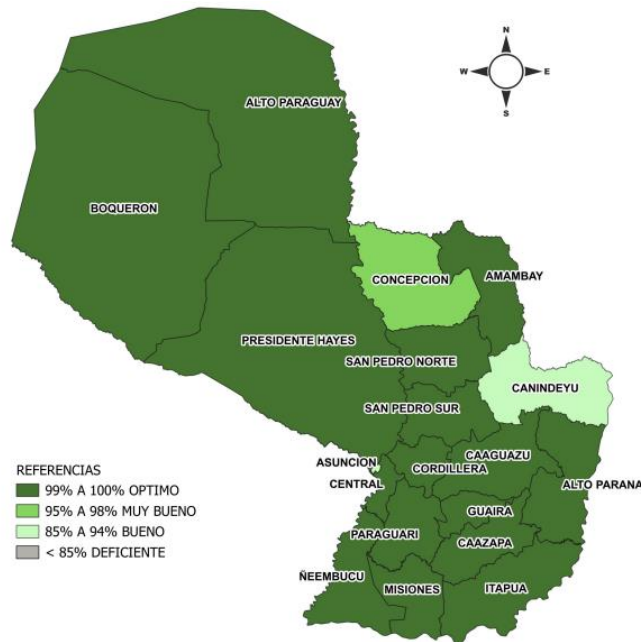 N
W E
S
ALTO PARAGUAY
BOQUERON
CONCEPCION
AMAMBAY
PRESIDENTE HAYES
SAN PEDRO NORTE
CANINDEYU
SAN PEDRO SUR
CAAGUAZU
ASUNCION
CORDILLERA
CENTRAL
ALTO PARANA
GUAIRA
PARAGUARI
CAAZAPA
ÑEEMBUCU
MISIONES
ITAPUA
REFERENCIAS
99% A 100% OPTIMO
95% A 98% MUY BUENO
85% A 94% BUENO
< 85% DEFICIENTE